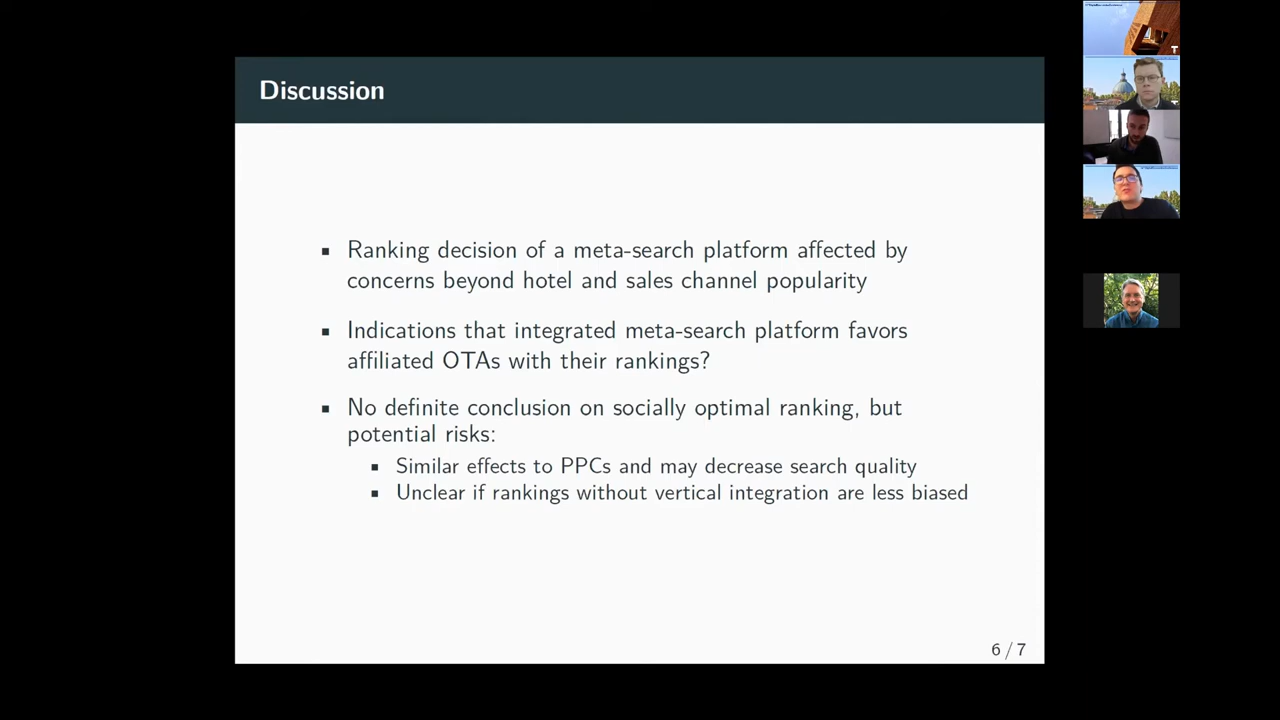 Discussion
Ranking decision of a meta-search platform affected by
concerns beyond hotel and sales channel popularity
Indications that integrated meta-search platform favors
affiliated OTAs with their rankings?
No definite conclusion on socially optimal ranking, but
potential risks:
Similar effects to PPCs and may decrease search quality
Unclear if rankings without vertical integration are less biased
6 / 7